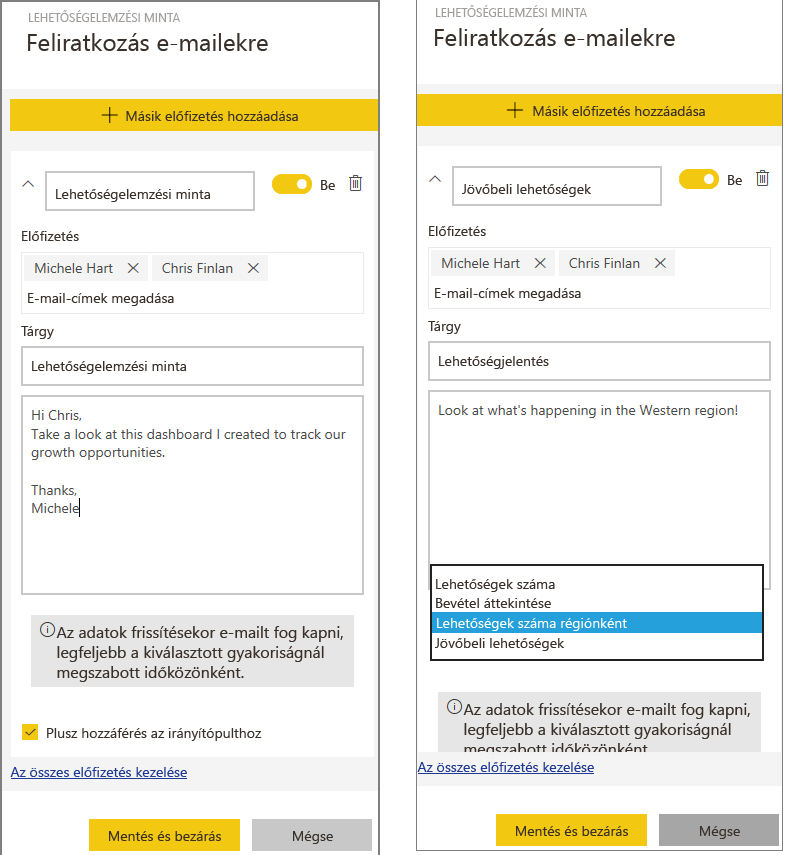 LEHETŐSÉGELEMZÉSI MINTA
Feliratkozás e-mailekre
Másik előfizetés hozzáadása
Lehetőségelemzési minta
Be
Előfizetés
Michele Hart
Chris Finlan
E-mail-címek megadása
Tárgy
Lehetőségelemzési minta
Hi Chris,
Take a look at this dashboard I created to track our
growth opportunities.
Thanks,
Michele
Az adatok frissítésekor e-mailt fog kapni,
legfeljebb a kiválasztott gyakoriságnál
megszabott időközönként.
Plusz hozzáférés az irányítópulthoz
Az összes előfizetés kezelése
Mentés és bezárás
Mégse
LEHETŐSÉGELEMZÉSI MINTA
Feliratkozás e-mailekre
Másik előfizetés hozzáadása
Jövőbeli lehetőségek
Be
Előfizetés
Michele Hart
Chris Finlan
E-mail-címek megadása
Tárgy
Lehetőségjelentés
Look at what's happening in the Western region!
Lehetőségek száma
Bevétel áttekintése
Lehetőségek száma régiónként
Jövőbeli lehetőségek
Az adatok frissítésekor e-mailt fog kapni,
legfeljebb a kiválasztott gyakoriságnál
megszabott időközönként.
Az összes előfizetés kezelése
Mentés és bezárás
Mégse